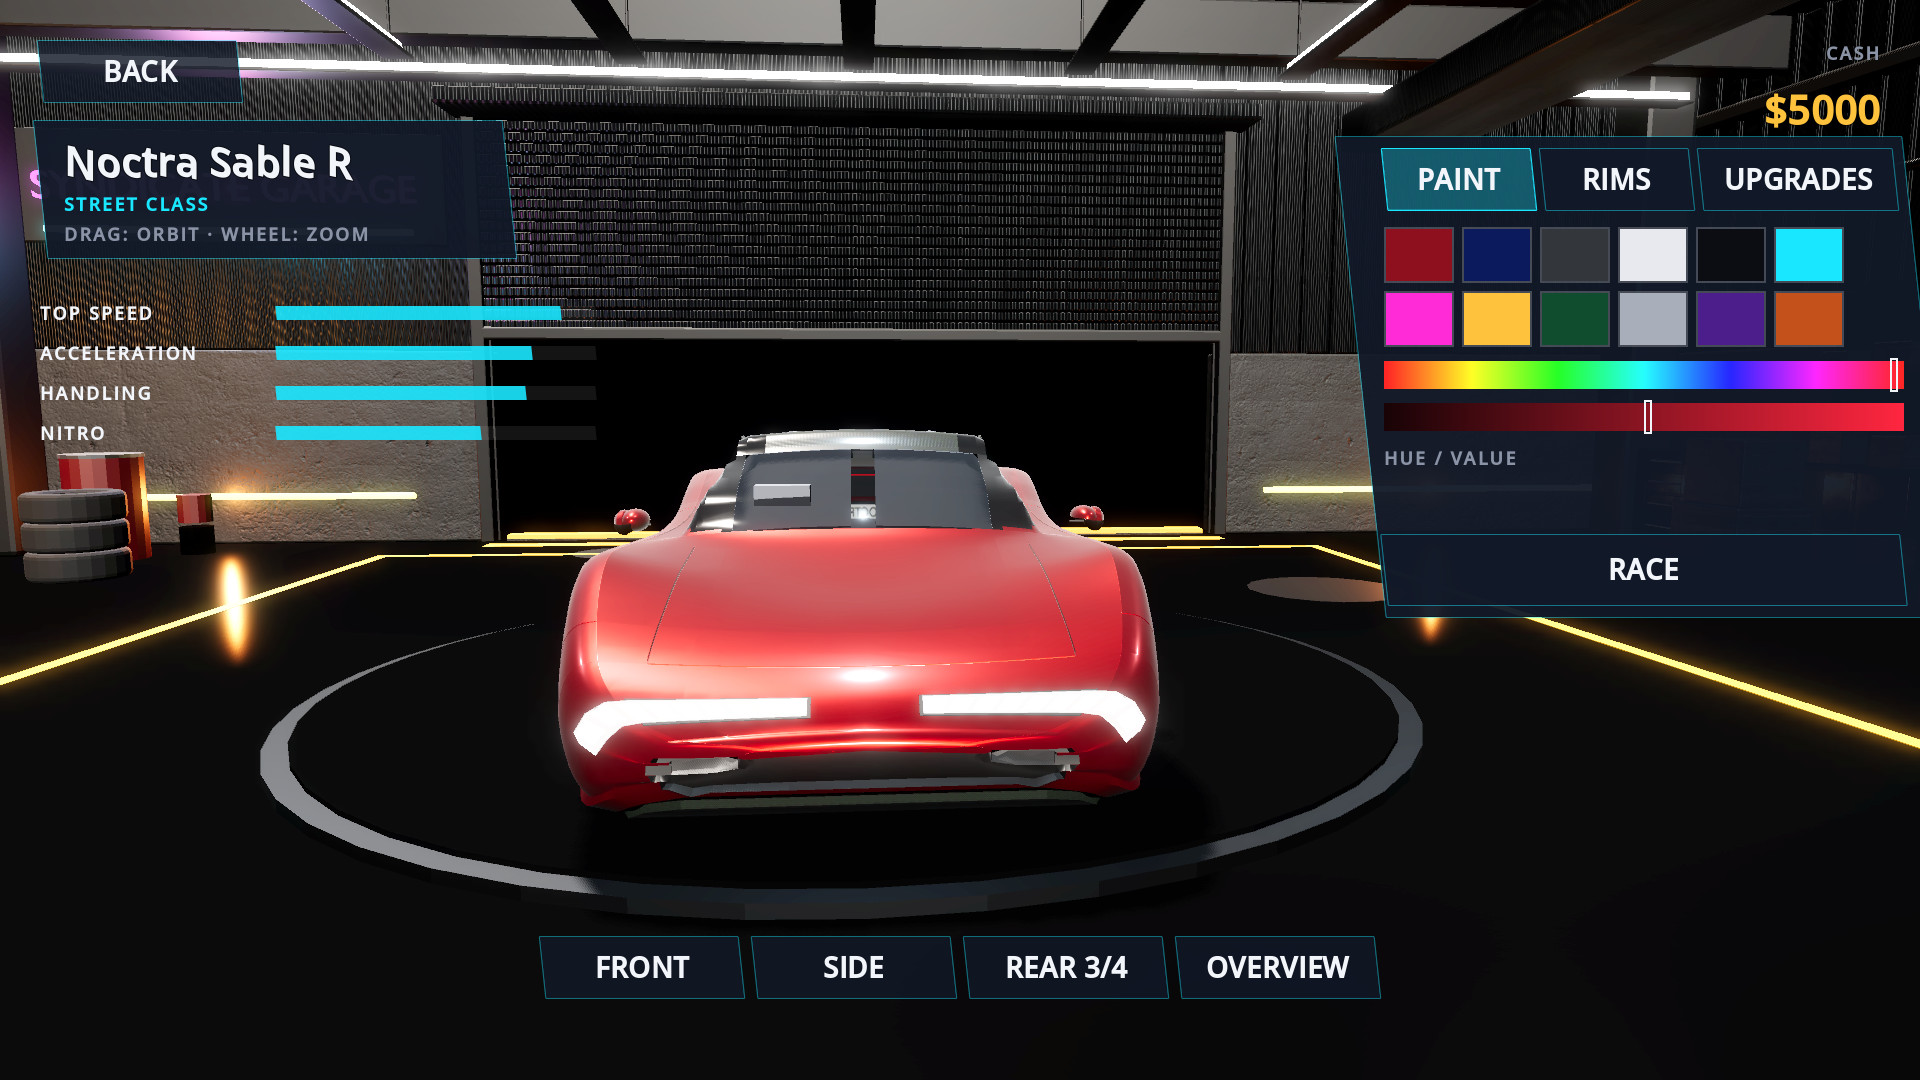 BACK
CASH
$5000
Noctra Sable R
STREET CLASS
DRAG: ORBIT · WHEEL: ZOOM
GARAGE
TOP SPEED
ACCELERATION
HANDLING
NITRO
PAINT
RIMS
UPGRADES
HUE / VALUE
RACE
FRONT
SIDE
REAR 3/4
OVERVIEW